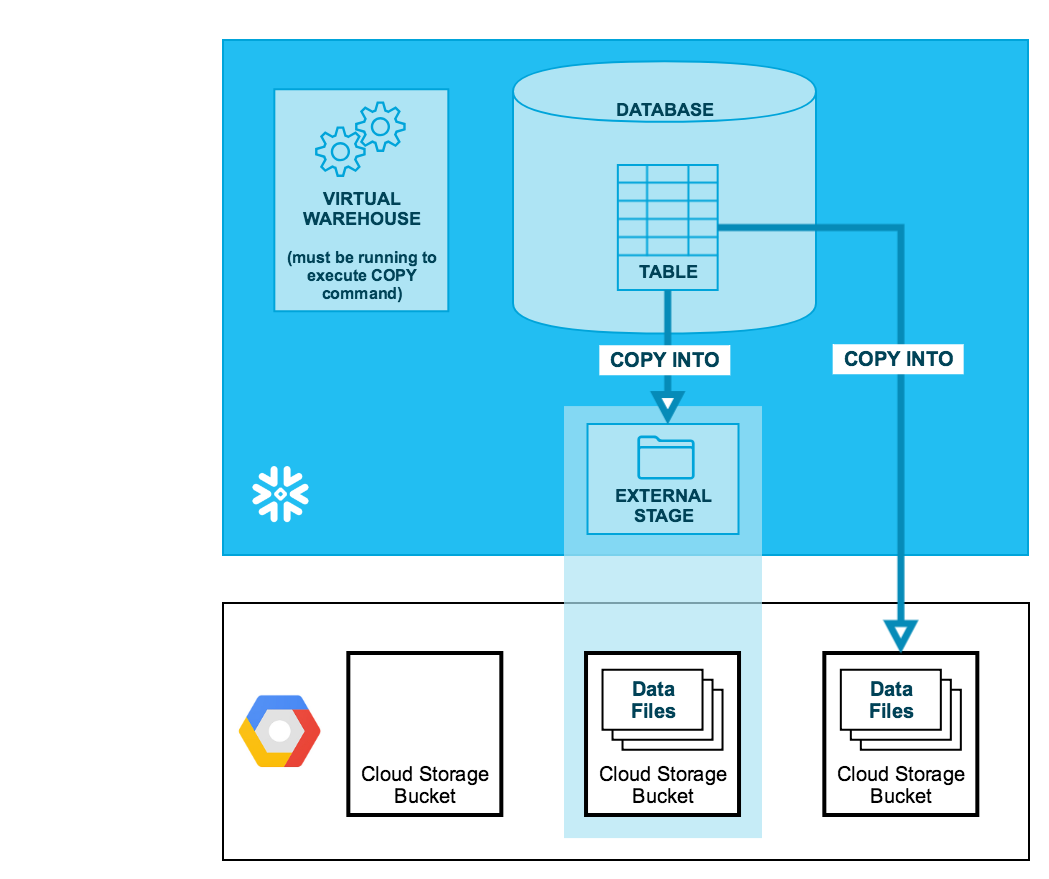 DATABASE
VIRTUAL
WAREHOUSE
(must be running to
execute COPY
command)
TABLE
COPY INTO
COPY INTO
EXTERNAL
STAGE
Cloud Storage
Bucket
Data
Files
Cloud Storage
Bucket
Data
Files
Cloud Storage
Bucket